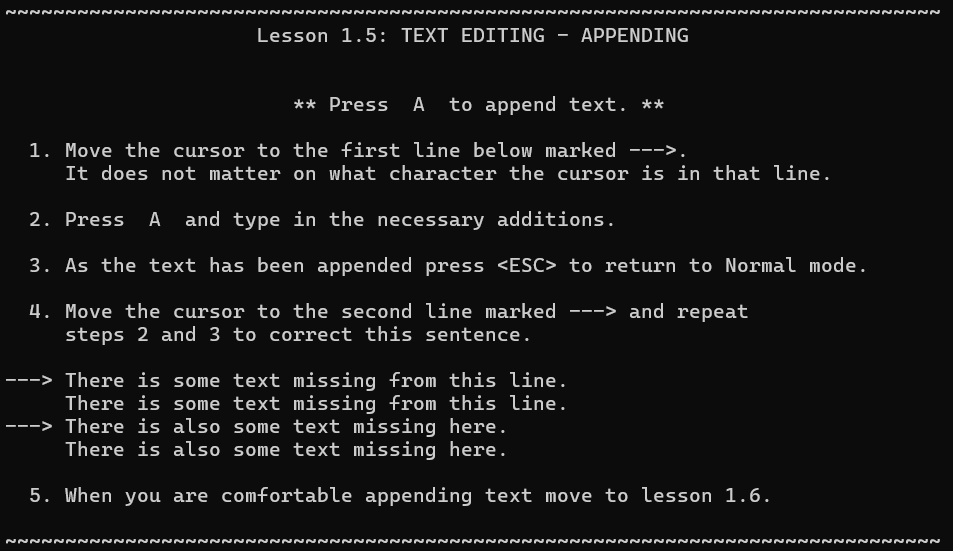 ~~~~~~~~~~~~~~~~~~~~~~~~~~~~~~~~~~~~~~~~~~~~~~~~~~~~~~~~~~~~~~~~~~~~~~~~~~~~~~
Lesson 1.5: TEXT EDITING - APPENDING
** Press  A  to append text. **
1. Move the cursor to the first line below marked --->.
It does not matter on what character the cursor is in that line.
2. Press  A  and type in the necessary additions.
3. As the text has been appended press <ESC> to return to Normal mode.
4. Move the cursor to the second line marked ---> and repeat
steps 2 and 3 to correct this sentence.
---> There is some text missing from this line.
There is some text missing from this line.
---> There is also some text missing here.
There is also some text missing here.
5. When you are comfortable appending text move to lesson 1.6.
~~~~~~~~~~~~~~~~~~~~~~~~~~~~~~~~~~~~~~~~~~~~~~~~~~~~~~~~~~~~~~~~~~~~~~~~~~~~~~